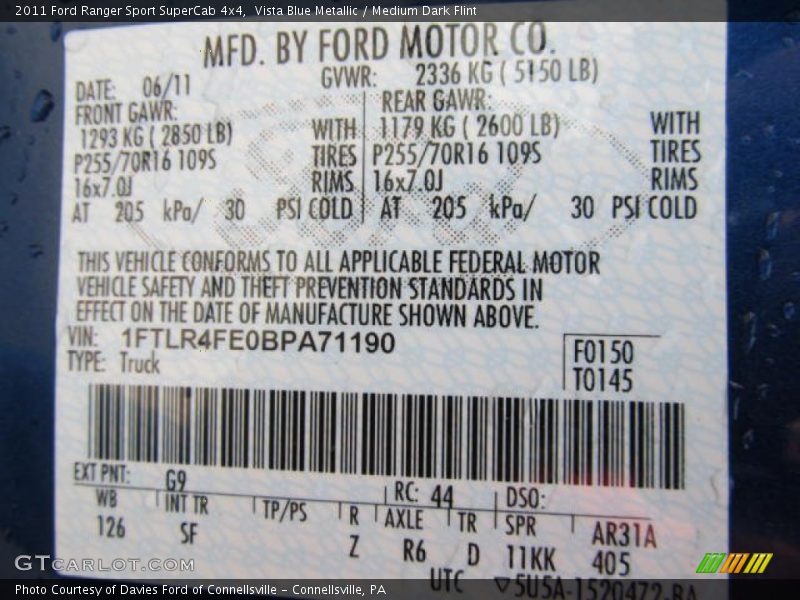 2011 Ford Ranger Sport SuperCab 4x4, Vista Blue Metallic / Medium Dark Flint
MFD. BY FORD MOTOR CO.
DATE: 06/11 GVWR: 2336 KG ( 5150 LB)
FRONT GAWR: REAR GAWR:
1293 KG ( 2850 LB) WITH 1179 KG ( 2600 LB) WITH
P255/70R16 109S TIRES P255/70R16 109S TIRES
16x7.0J RIMS 16x7.0J RIMS
AT 205 kPa/ 30 PSI COLD AT 205 kPa/ 30 PSI COLD
THIS VEHICLE CONFORMS TO ALL APPLICABLE FEDERAL MOTOR
VEHICLE SAFETY AND THEFT PREVENTION STANDARDS IN
EFFECT ON THE DATE OF MANUFACTURE SHOWN ABOVE.
VIN: 1FTLR4FE0BPA71190
TYPE: Truck
F0150
T0145
EXT PNT: G9 RC: 44 DSO:
WB INT TR TP/PS R AXLE TR SPR AR31A
126 SF Z R6 D 11KK 405
UTC ▽5U5A-1520472-BA
GTcarlot.com
Photo Courtesy of Davies Ford of Connellsville - Connellsville, PA